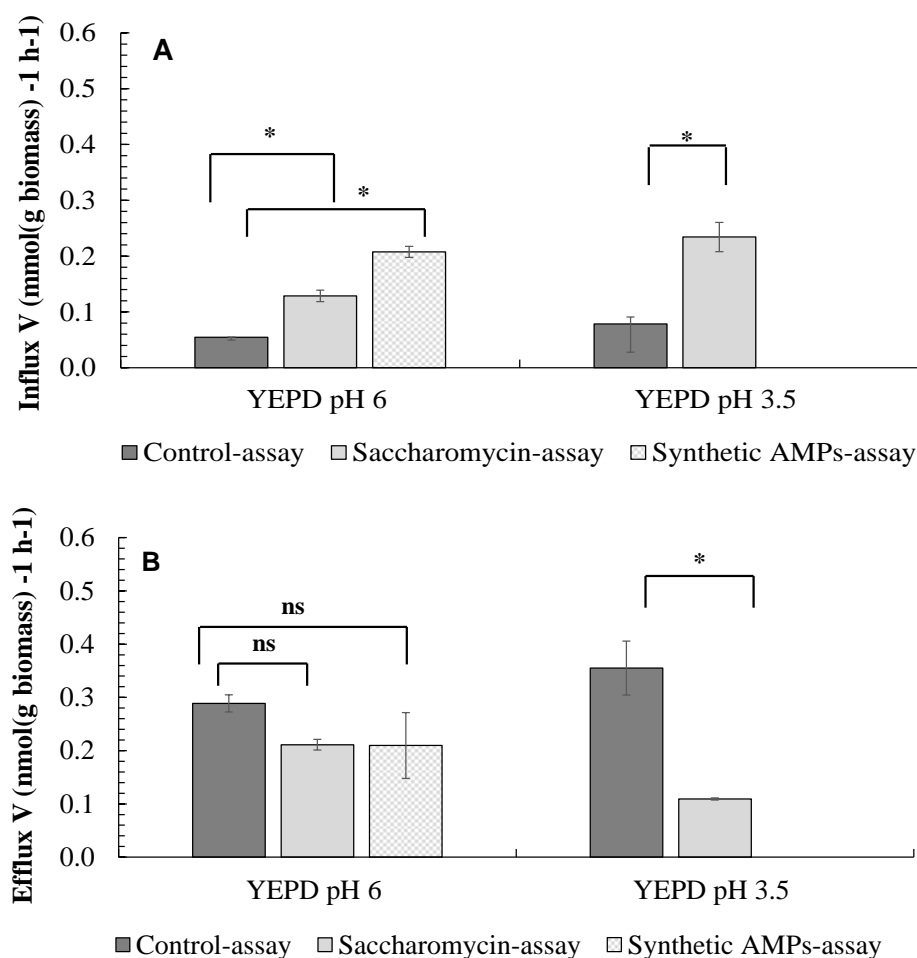 A
Influx V (mmol(g biomass) -1 h-1)
0.6
0.5
0.4
0.3
0.2
0.1
0.0
*
*
*
YEPD pH 6 YEPD pH 3.5
Control-assay Saccharomycin-assay Synthetic AMPs-assay
B
Efflux V (nmol(g biomass) -1 h-1)
0.6
0.5
0.4
0.3
0.2
0.1
0.0
ns
ns
*
YEPD pH 6 YEPD pH 3.5
Control-assay Saccharomycin-assay Synthetic AMPs-assay